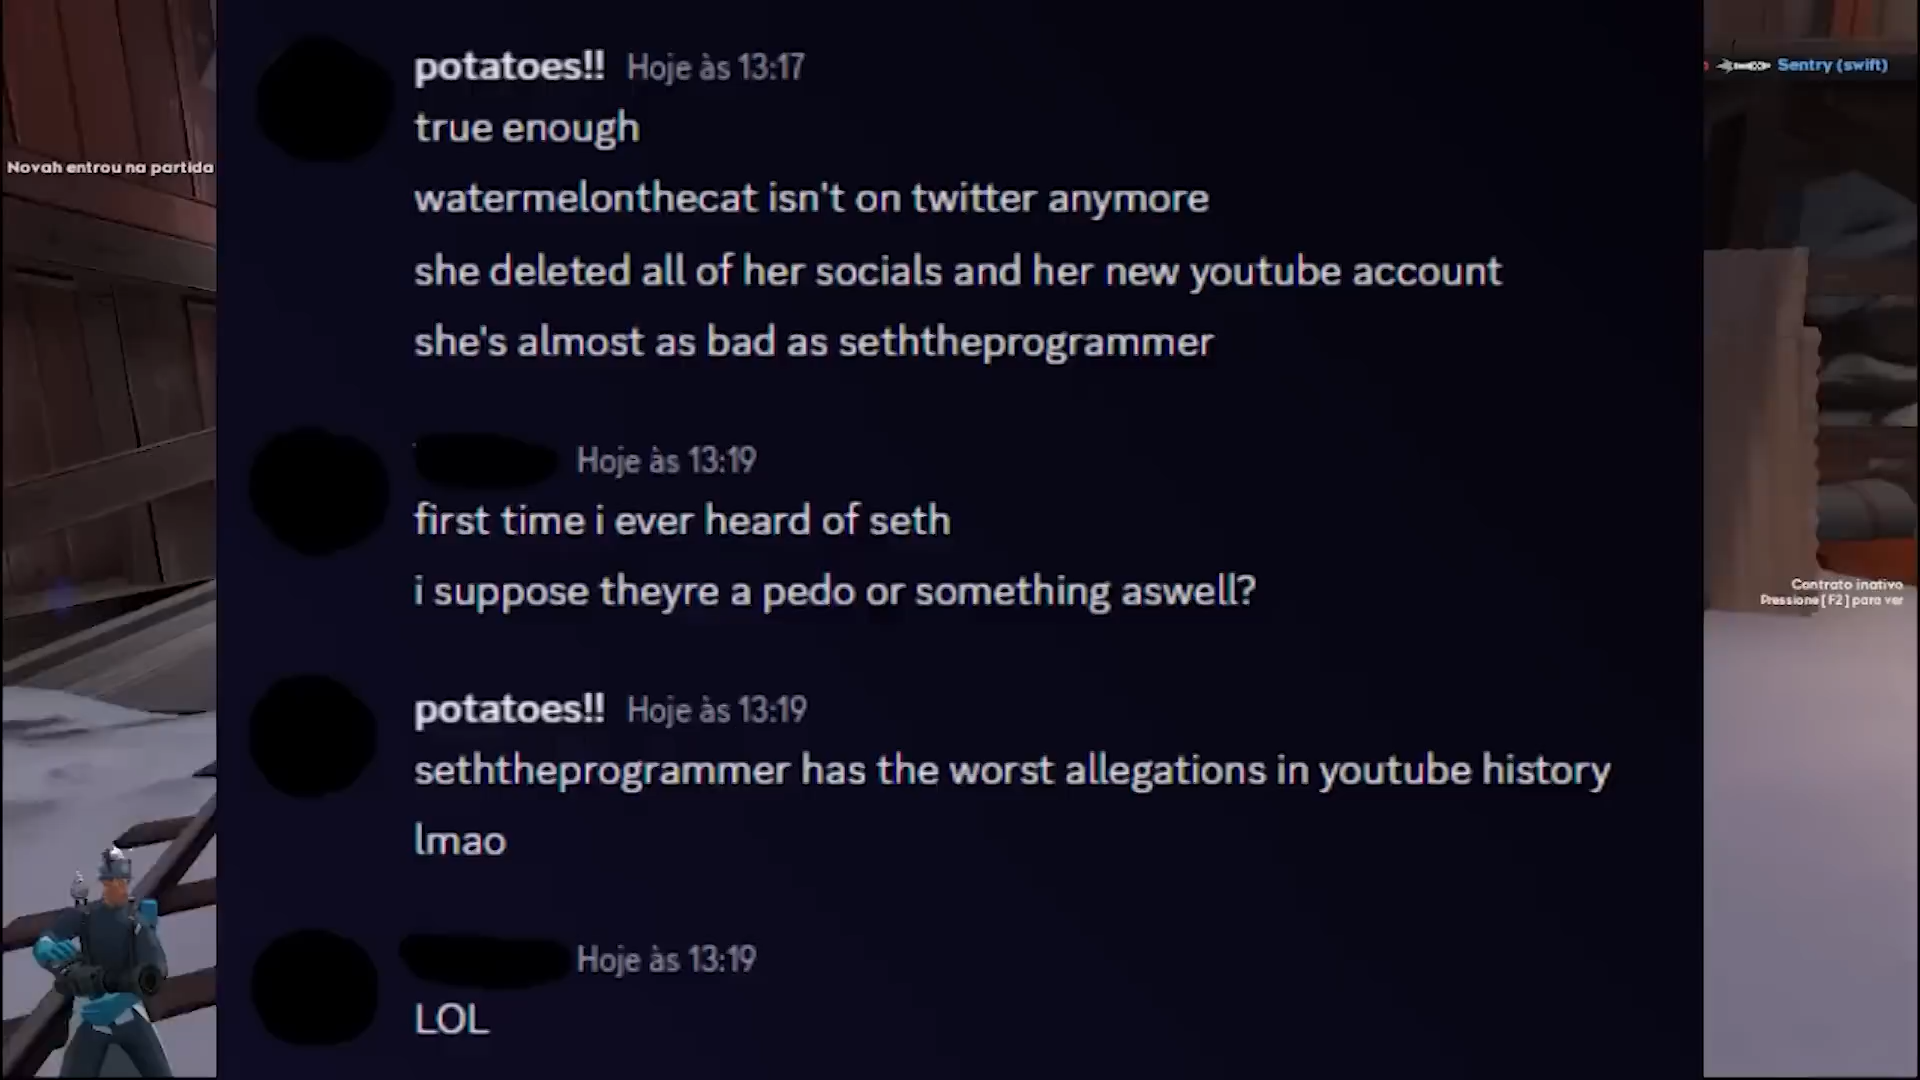 potatoes!! Hoje às 13:17
true enough
watermelonthecat isn't on twitter anymore
she deleted all of her socials and her new youtube account
she's almost as bad as seththeprogrammer
Hoje às 13:19
first time i ever heard of seth
i suppose theyre a pedo or something aswell?
potatoes!! Hoje às 13:19
seththeprogrammer has the worst allegations in youtube history
lmao
Hoje às 13:19
LOL
Novah entrou na partida
Sentry (swift)
Contrato inativo
Pressione [F2] para ver